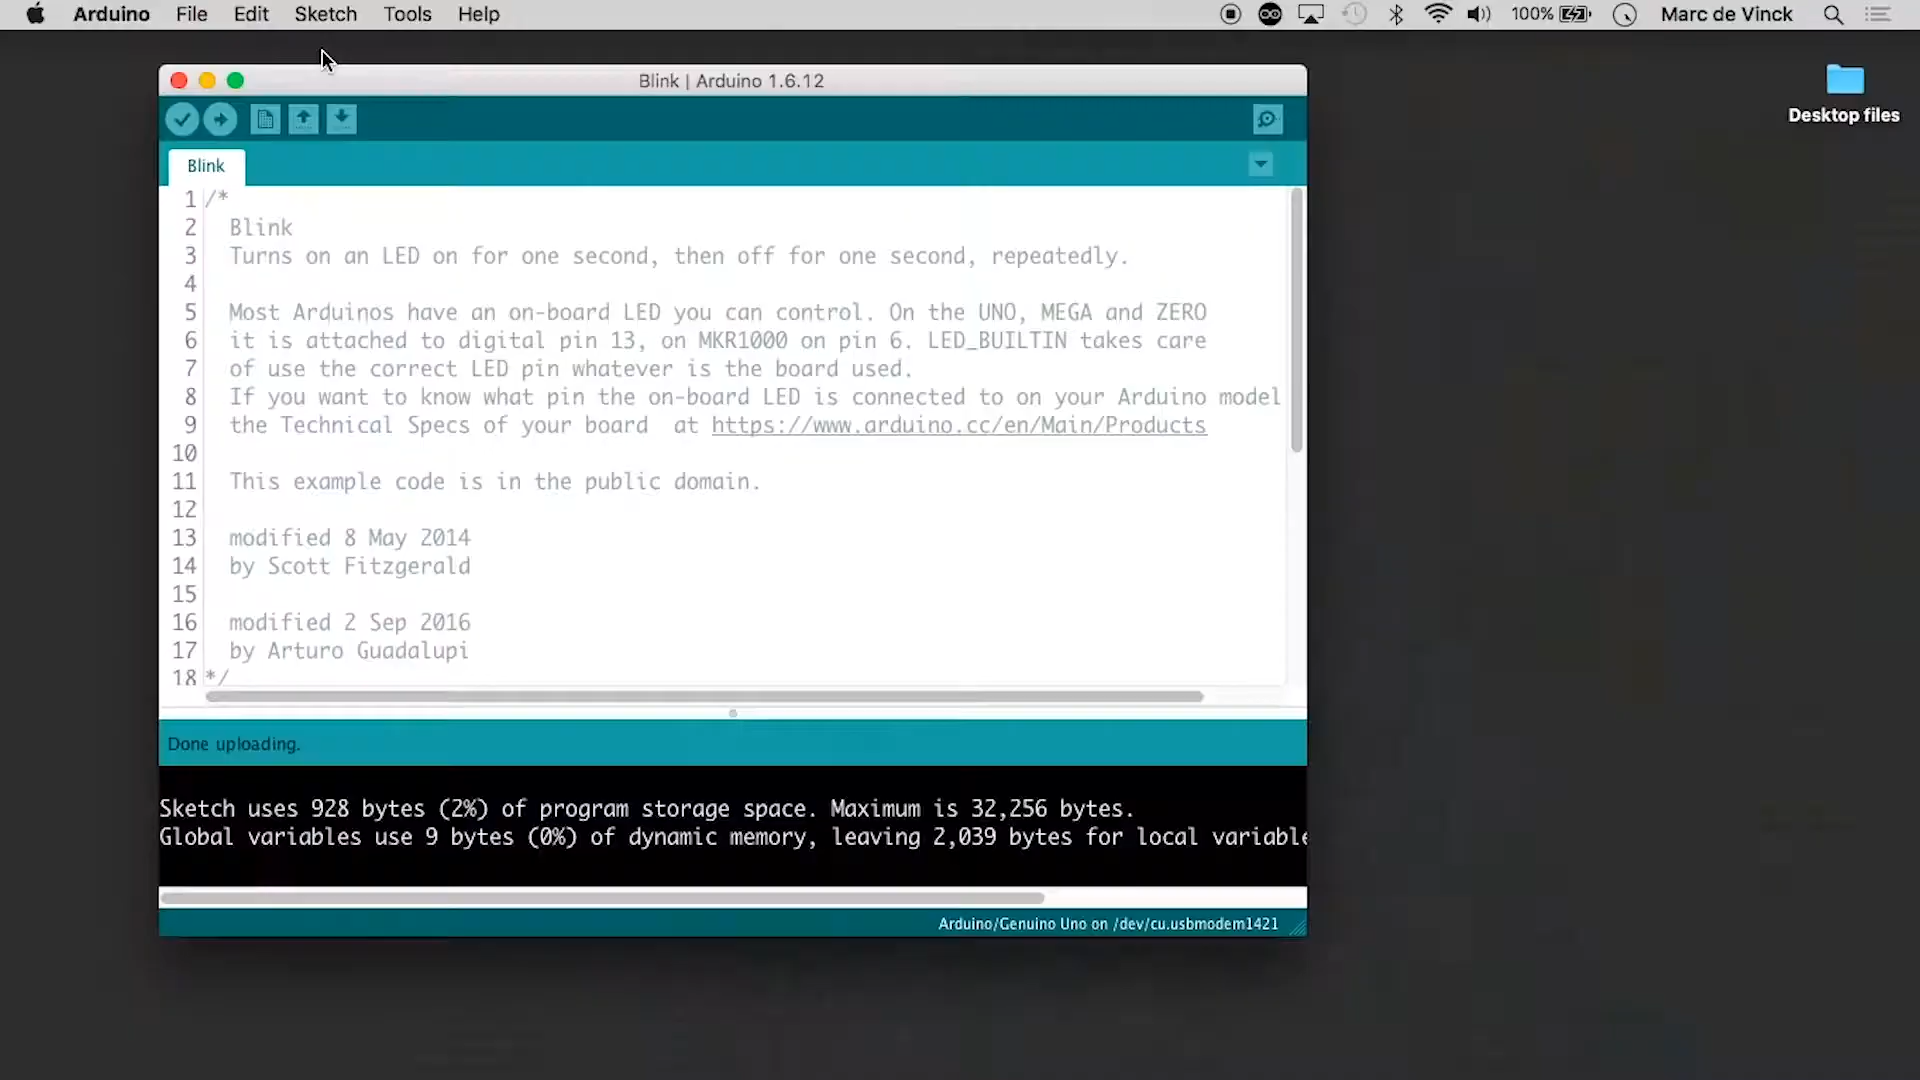 Arduino File Edit Sketch Tools Help 100% Marc de Vinck
Desktop files
Blink | Arduino 1.6.12
Blink
1 /*
2 Blink
3 Turns on an LED on for one second, then off for one second, repeatedly.
4
5 Most Arduinos have an on-board LED you can control. On the UNO, MEGA and ZERO
6 it is attached to digital pin 13, on MKR1000 on pin 6. LED_BUILTIN takes care
7 of use the correct LED pin whatever is the board used.
8 If you want to know what pin the on-board LED is connected to on your Arduino model
9 the Technical Specs of your board  at https://www.arduino.cc/en/Main/Products
10
11 This example code is in the public domain.
12
13 modified 8 May 2014
14 by Scott Fitzgerald
15
16 modified 2 Sep 2016
17 by Arturo Guadalupi
18 */
Done uploading.
Sketch uses 928 bytes (2%) of program storage space. Maximum is 32,256 bytes.
Global variables use 9 bytes (0%) of dynamic memory, leaving 2,039 bytes for local variable
Arduino/Genuino Uno on /dev/cu.usbmodem1421